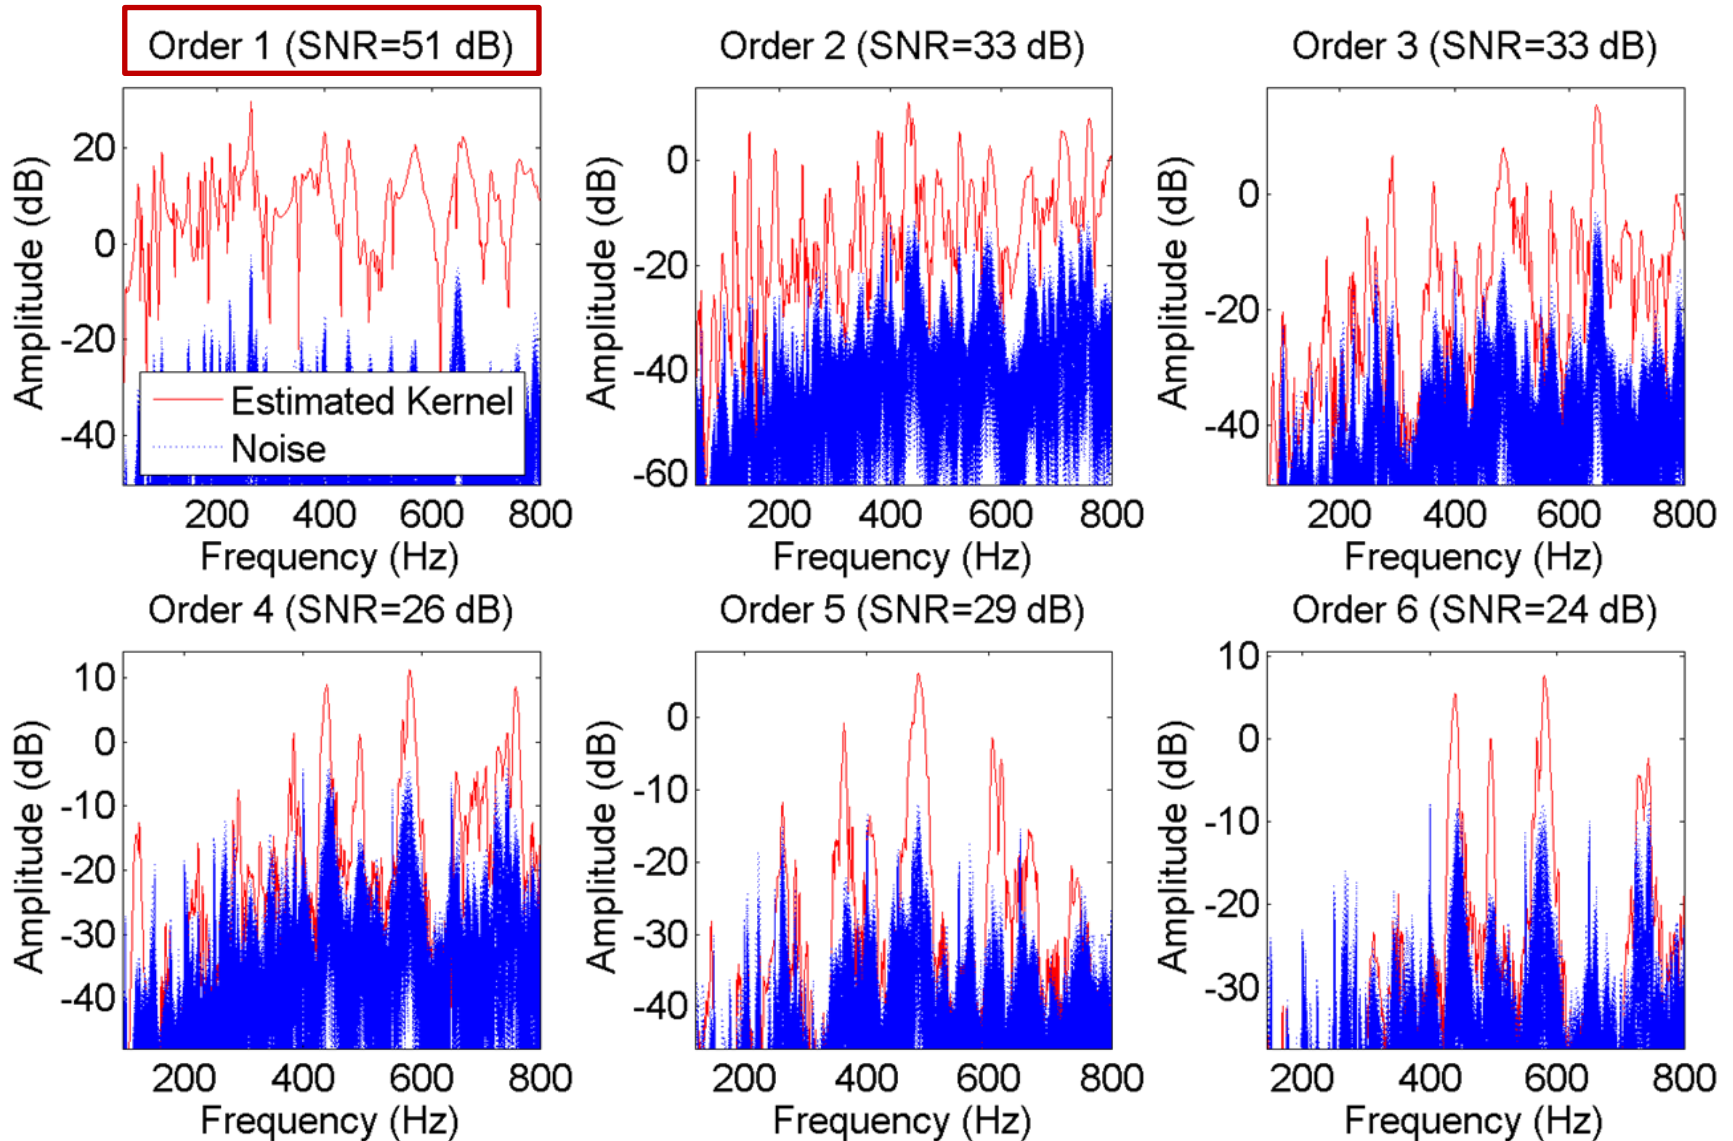 Order 1 (SNR=51 dB)
Order 2 (SNR=33 dB)
Order 3 (SNR=33 dB)
Amplitude (dB)
20
0
-20
-40
Estimated Kernel
Noise
200 400 600 800
Frequency (Hz)
Amplitude (dB)
0
-20
-40
-60
200 400 600 800
Frequency (Hz)
Amplitude (dB)
0
-20
-40
200 400 600 800
Frequency (Hz)
Order 4 (SNR=26 dB)
Order 5 (SNR=29 dB)
Order 6 (SNR=24 dB)
Amplitude (dB)
10
0
-10
-20
-30
-40
200 400 600 800
Frequency (Hz)
Amplitude (dB)
0
-10
-20
-30
-40
200 400 600 800
Frequency (Hz)
Amplitude (dB)
10
0
-10
-20
-30
200 400 600 800
Frequency (Hz)